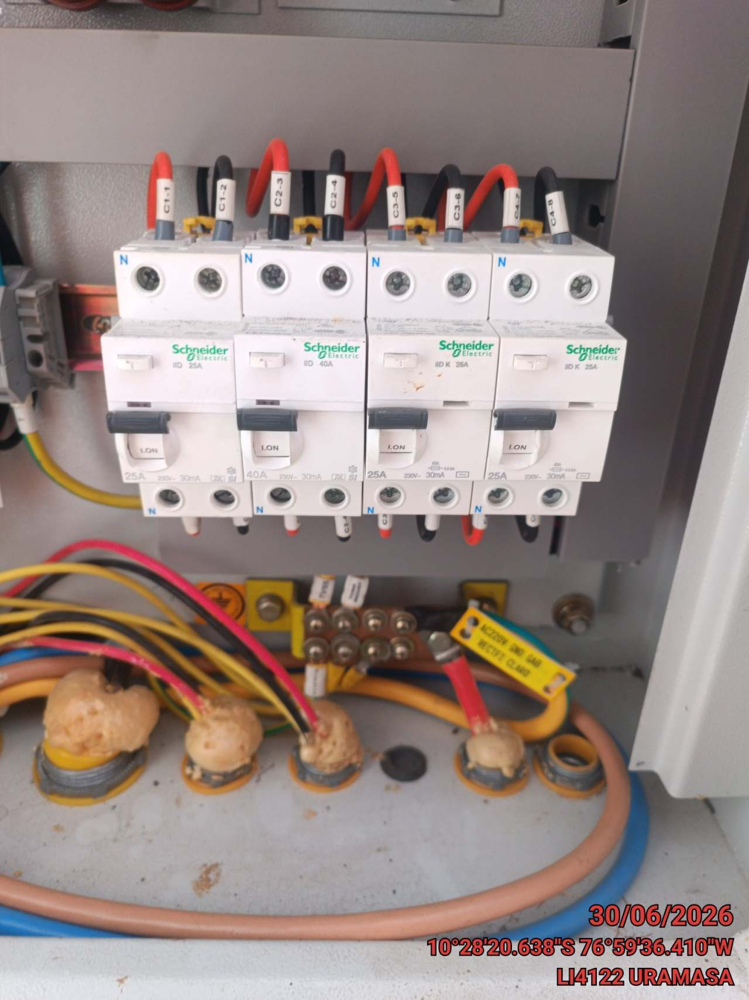 C1-1
C1-2
C2-3
C2-4
C3-5
C3-6
C4-7
C4-8
N
N
N
N
Schneider
Electric
iID 25A
Schneider
Electric
iID 40A
Schneider
Electric
iID K 25A
Schneider
Electric
iID K 25A
I.ON
I.ON
I.ON
I.ON
25A 230V~ 30mA SI
40A 230V~ 30mA SI
25A 230V~ 30mA
25A 230V~ 30mA
N
N
N
N
AC220V GND GAB.
RECTF2 CLARO
30/06/2026
10°28'20.638"S 76°59'36.410"W
LI4122 URAMASA